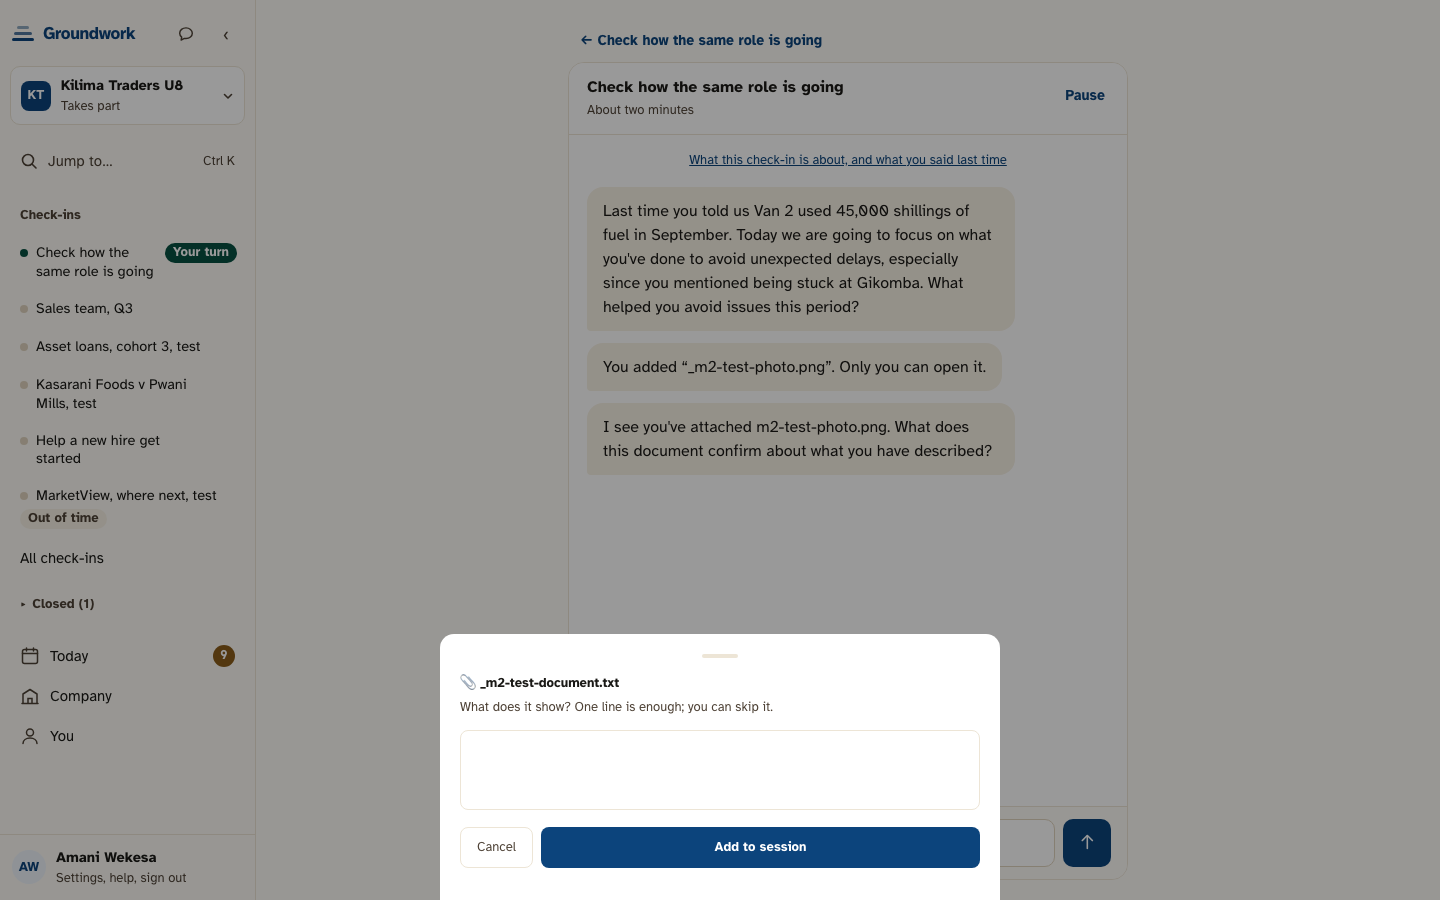 Groundwork
KT
Kilima Traders U8
Takes part
Jump to...
Ctrl K
Check-ins
Check how the
same role is going
Your turn
Sales team, Q3
Asset loans, cohort 3, test
Kasarani Foods v Pwani
Mills, test
Help a new hire get
started
MarketView, where next, test
Out of time
All check-ins
Closed (1)
Today
9
Company
You
AW
Amani Wekesa
Settings, help, sign out
← Check how the same role is going
Check how the same role is going
About two minutes
Pause
What this check-in is about, and what you said last time
Last time you told us Van 2 used 45,000 shillings of
fuel in September. Today we are going to focus on what
you've done to avoid unexpected delays, especially
since you mentioned being stuck at Gikomba. What
helped you avoid issues this period?
You added “_m2-test-photo.png”. Only you can open it.
I see you've attached m2-test-photo.png. What does
this document confirm about what you have described?
📎 _m2-test-document.txt
What does it show? One line is enough; you can skip it.
Cancel
Add to session